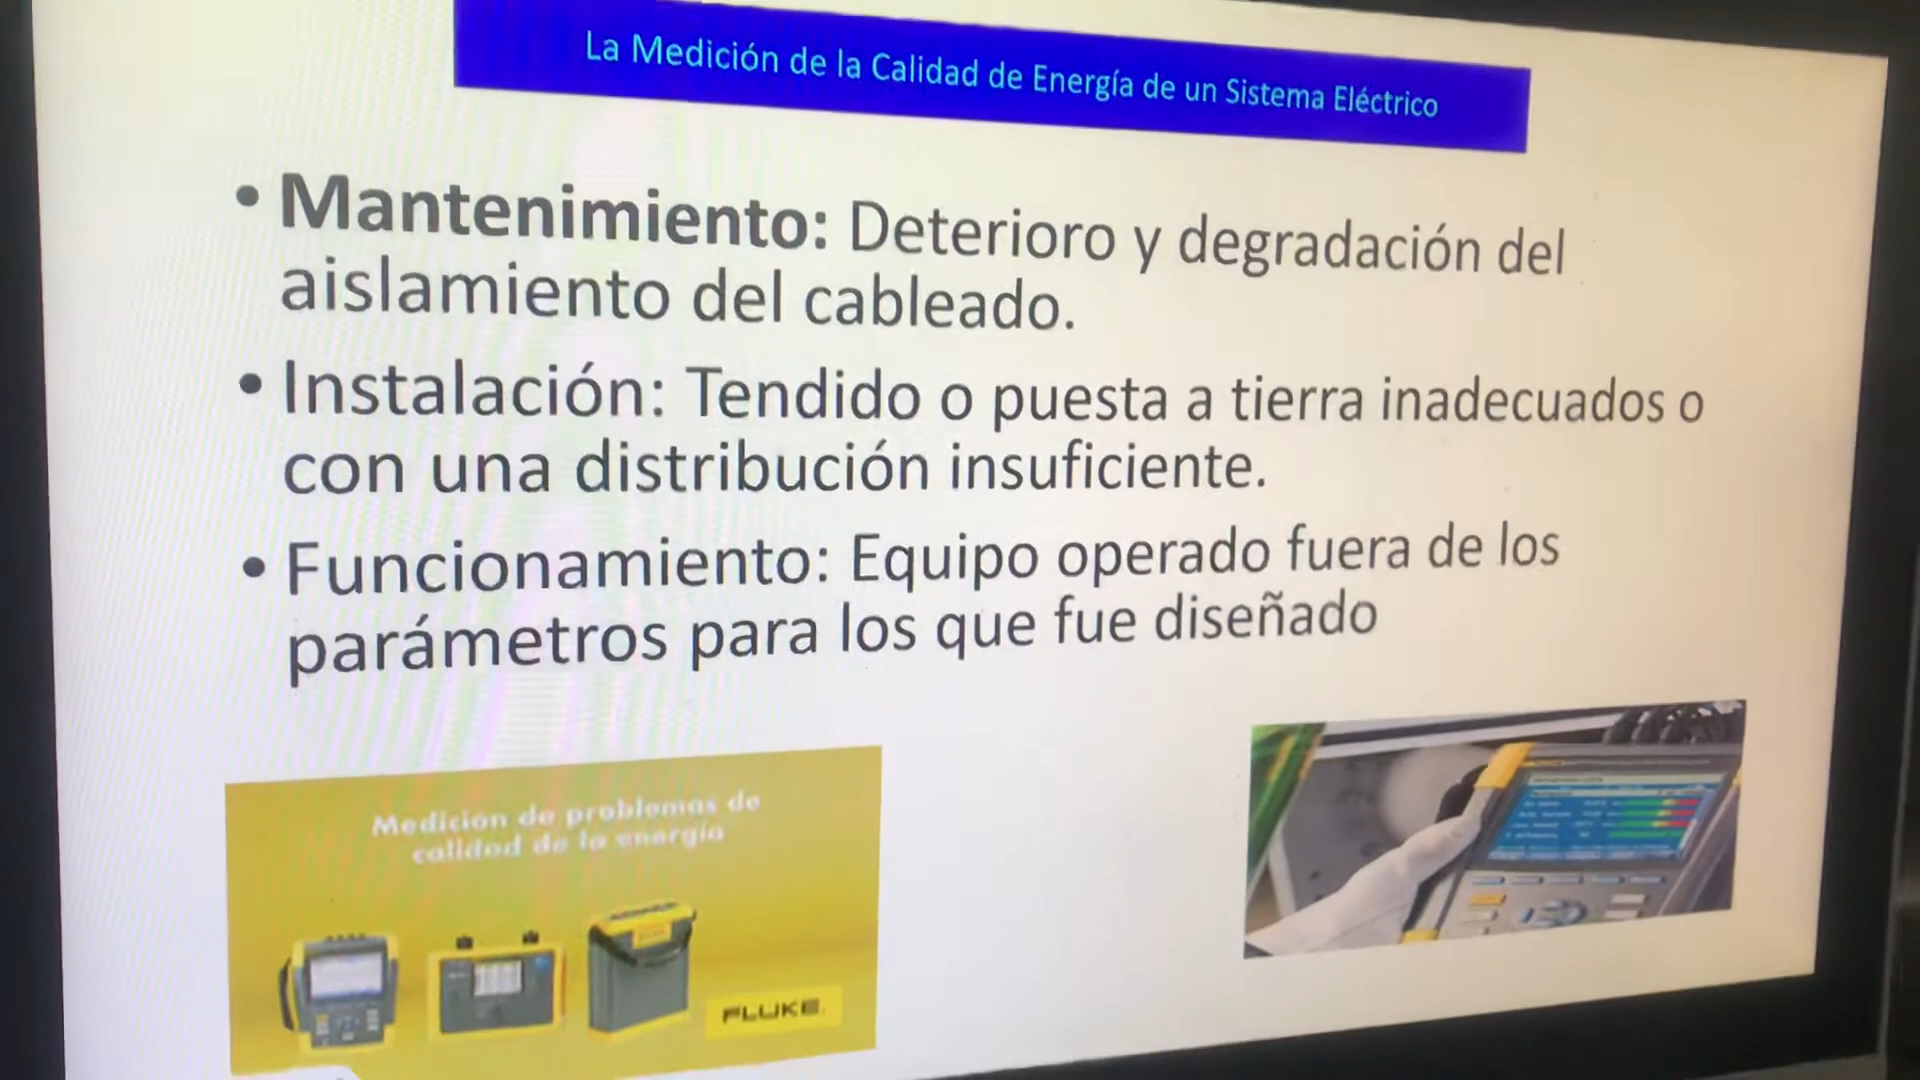 La Medición de la Calidad de Energía de un Sistema Eléctrico
• Mantenimiento: Deterioro y degradación del
aislamiento del cableado.
• Instalación: Tendido o puesta a tierra inadecuados o
con una distribución insuficiente.
• Funcionamiento: Equipo operado fuera de los
parámetros para los que fue diseñado
Medicion de problemas de
calidad de la energía
FLUKE.